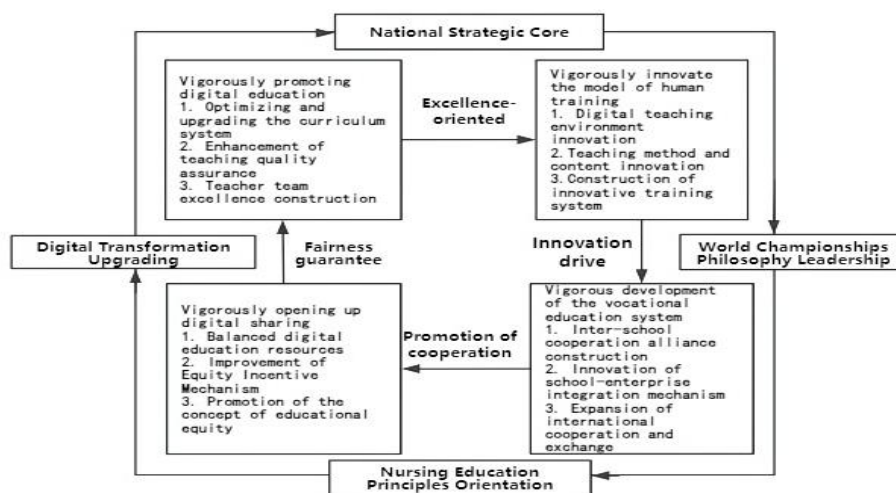 National Strategic Core
Vigorously promoting
digital education
1. Optimizing and
upgrading the curriculum
system
2. Enhancement of
teaching quality
assurance
3. Teacher team
excellence construction
Excellence-
oriented
Vigorously innovate
the model of human
training
1. Digital teaching
environment
innovation
2. Teaching method and
content innovation
3. Construction of
innovative training
system
Digital Transformation
Upgrading
Fairness
guarantee
Innovation
drive
World Championships
Philosophy Leadership
Vigorously opening up
digital sharing
1. Balanced digital
education resources
2. Improvement of
Equity Incentive
Mechanism
3. Promotion of the
concept of educational
equity
Promotion of
cooperation
Vigorous development
of the vocational
education system
1. Inter-school
cooperation alliance
construction
2. Innovation of
school-enterprise
integration mechanism
3. Expansion of
international
cooperation and
exchange
Nursing Education
Principles Orientation